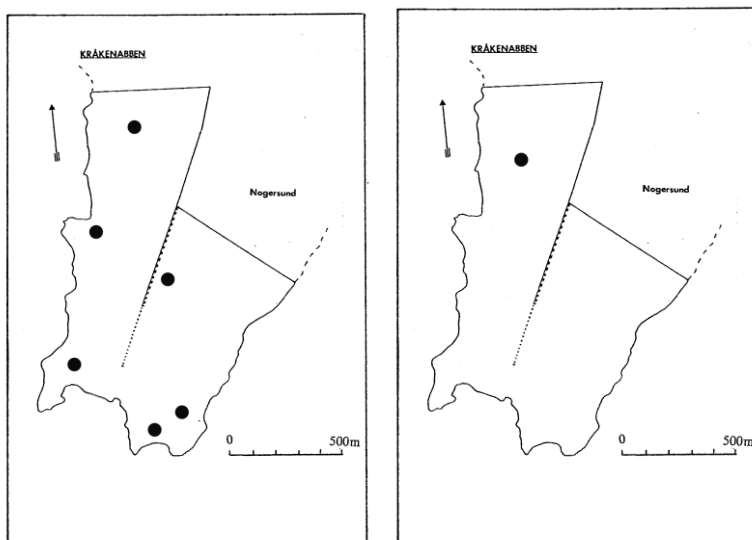 KRÅKENABBEN
Nogersund
0 500m
KRÅKENABBEN
Nogersund
0 500m